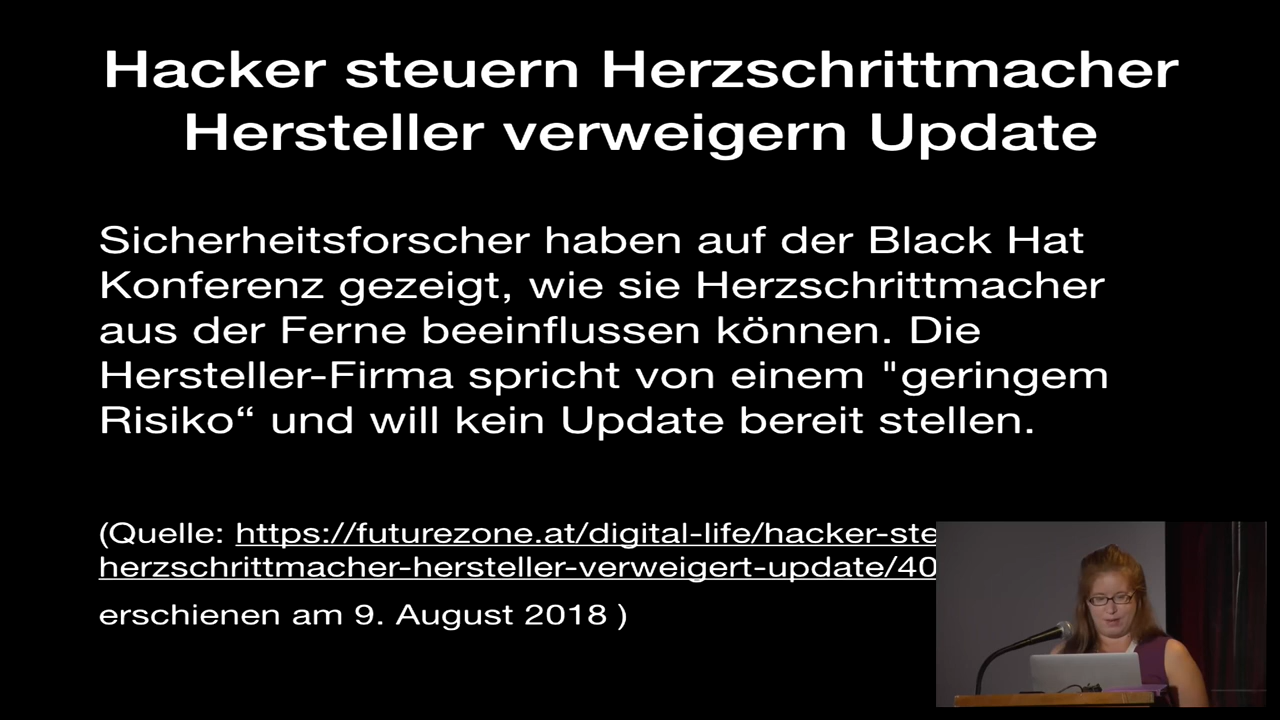 Hacker steuern Herzschrittmacher
Hersteller verweigern Update
Sicherheitsforscher haben auf der Black Hat
Konferenz gezeigt, wie sie Herzschrittmacher
aus der Ferne beeinflussen können. Die
Hersteller-Firma spricht von einem "geringem
Risiko“ und will kein Update bereit stellen.
(Quelle: https://futurezone.at/digital-life/hacker-ste
herzschrittmacher-hersteller-verweigert-update/40
erschienen am 9. August 2018 )